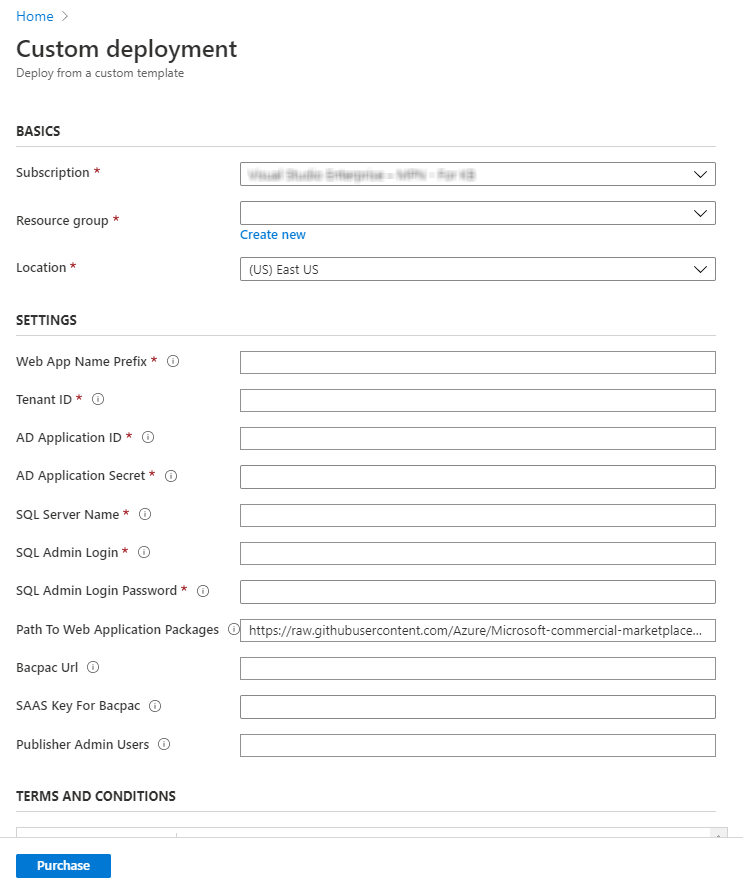 Home >
Custom deployment
Deploy from a custom template
BASICS
Subscription *
Resource group *
Create new
Location * (US) East US
SETTINGS
Web App Name Prefix *
Tenant ID *
AD Application ID *
AD Application Secret *
SQL Server Name *
SQL Admin Login *
SQL Admin Login Password *
Path To Web Application Packages https://raw.githubusercontent.com/Azure/Microsoft-commercial-marketplace...
Bacpac Url
SAAS Key For Bacpac
Publisher Admin Users
TERMS AND CONDITIONS
Purchase